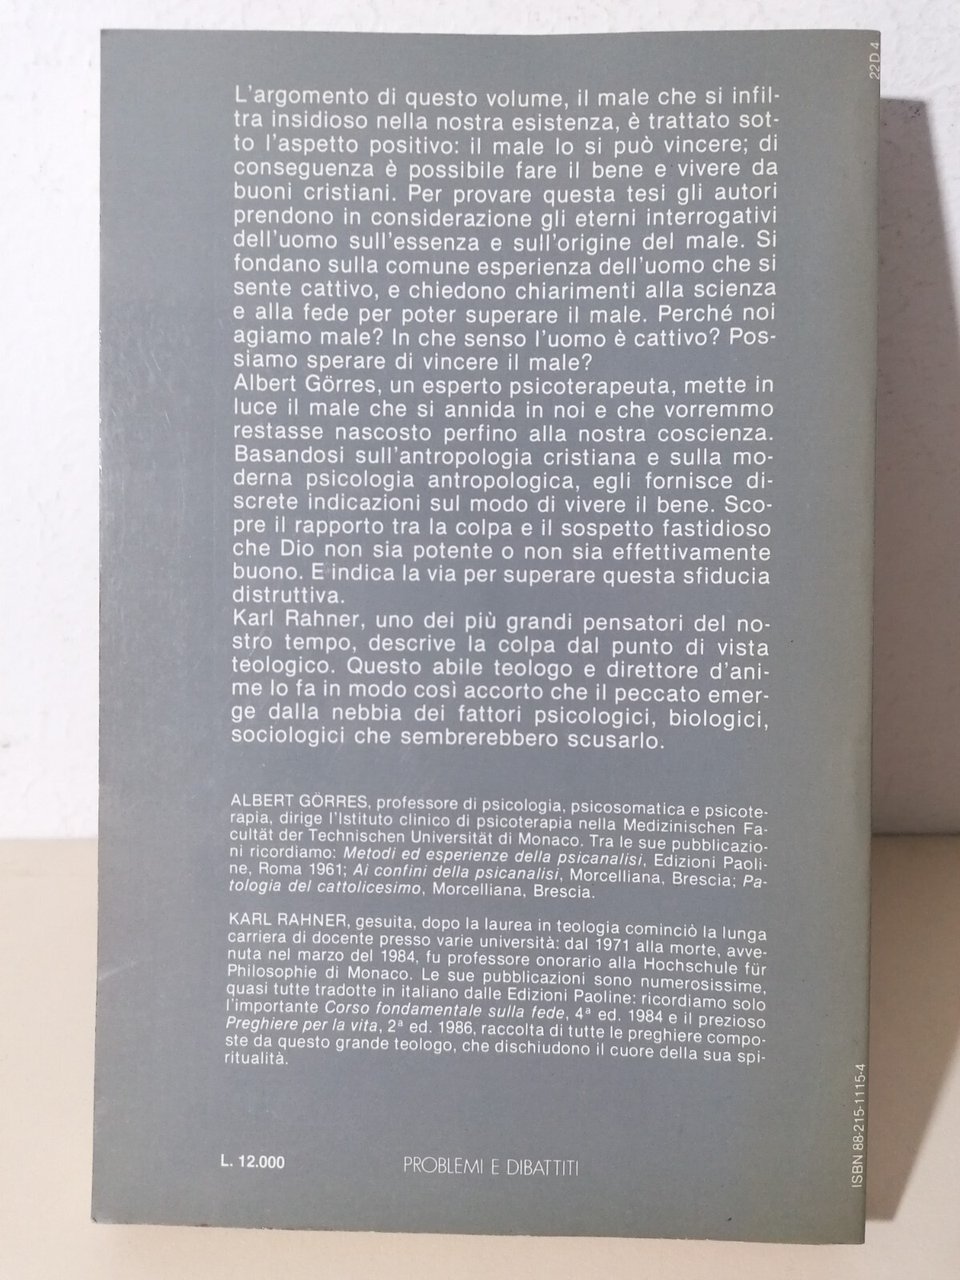 22 D 4
L'argomento di questo volume, il male che si infil-
tra insidioso nella nostra esistenza, è trattato sot-
to l'aspetto positivo: il male lo si può vincere; di
conseguenza è possibile fare il bene e vivere da
buoni cristiani. Per provare questa tesi gli autori
prendono in considerazione gli eterni interrogativi
dell'uomo sull'essenza e sull'origine del male. Si
fondano sulla comune esperienza dell'uomo che si
sente cattivo, e chiedono chiarimenti alla scienza
e alla fede per poter superare il male. Perché noi
agiamo male? In che senso l'uomo è cattivo? Pos-
siamo sperare di vincere il male?
Albert Görres, un esperto psicoterapeuta, mette in
luce il male che si annida in noi e che vorremmo
restasse nascosto perfino alla nostra coscienza.
Basandosi sull'antropologia cristiana e sulla mo-
derna psicologia antropologica, egli fornisce di-
screte indicazioni sul modo di vivere il bene. Sco-
pre il rapporto tra la colpa e il sospetto fastidioso
che Dio non sia potente o non sia effettivamente
buono. E indica la via per superare questa sfiducia
distruttiva.
Karl Rahner, uno dei più grandi pensatori del no-
stro tempo, descrive la colpa dal punto di vista
teologico. Questo abile teologo e direttore d'ani-
me lo fa in modo così accorto che il peccato emer-
ge dalla nebbia dei fattori psicologici, biologici,
sociologici che sembrerebbero scusarlo.
ALBERT GÖRRES, professore di psicologia, psicosomatica e psicote-
rapia, dirige l'Istituto clinico di psicoterapia nella Medizinischen Fa-
cultät der Technischen Universität di Monaco. Tra le sue pubblicazio-
ni ricordiamo: Metodi ed esperienze della psicanalisi, Edizioni Paoli-
ne, Roma 1961; Ai confini della psicanalisi, Morcelliana, Brescia; Pa-
tologia del cattolicesimo, Morcelliana, Brescia.
KARL RAHNER, gesuita, dopo la laurea in teologia cominciò la lunga
carriera di docente presso varie università: dal 1971 alla morte, avve-
nuta nel marzo del 1984, fu professore onorario alla Hochschule für
Philosophie di Monaco. Le sue pubblicazioni sono numerosissime,
quasi tutte tradotte in italiano dalle Edizioni Paoline: ricordiamo solo
l'importante Corso fondamentale sulla fede, 4ª ed. 1984 e il prezioso
Preghiere per la vita, 2ª ed. 1986, raccolta di tutte le preghiere compo-
ste da questo grande teologo, che dischiudono il cuore della sua spi-
ritualità.
L. 12.000
PROBLEMI E DIBATTITI
ISBN 88-215-1115-4